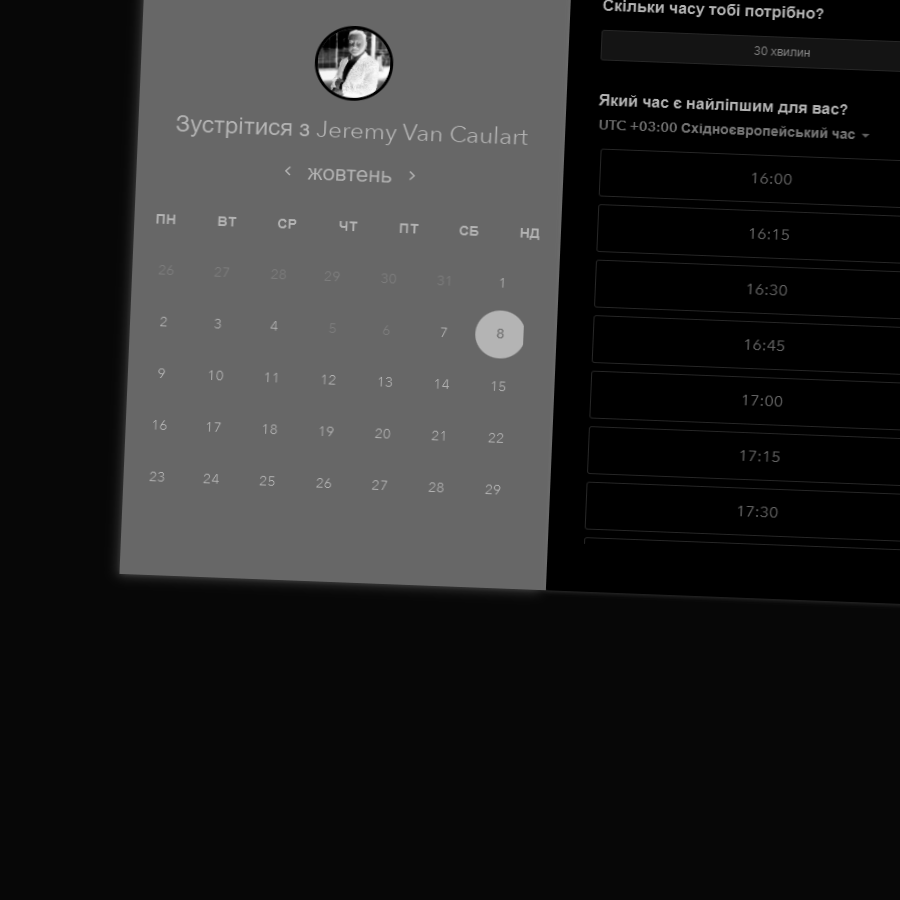 Зустрітися з Jeremy Van Caulart
жовтень
ПН ВТ СР ЧТ ПТ СБ НД
26 27 28 29 30 31 1
2 3 4 5 6 7 8
9 10 11 12 13 14 15
16 17 18 19 20 21 22
23 24 25 26 27 28 29
Скільки часу тобі потрібно?
30 хвилин
Який час є найліпшим для вас?
UTC +03:00 Східноєвропейський час
16:00
16:15
16:30
16:45
17:00
17:15
17:30